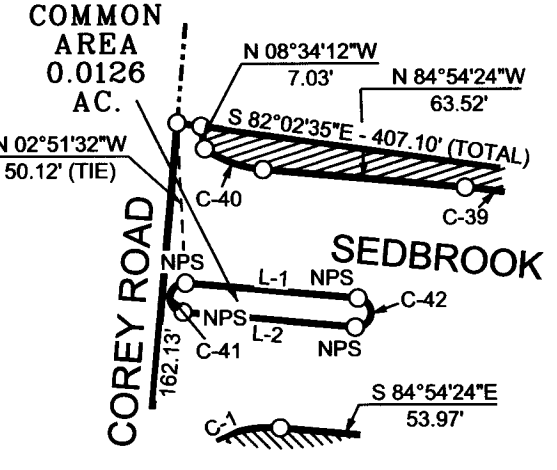 COMMON
AREA
0.0126
AC.
N 08°34'12"W
7.03'
N 84°54'24"W
63.52'
S 82°02'35"E - 407.10' (TOTAL)
N 02°51'32"W
50.12' (TIE)
C-40
C-39
SEDBROOK
NPS
L-1
NPS
C-42
NPS
L-2
NPS
C-41
COREY ROAD
162.13'
C-1
S 84°54'24"E
53.97'